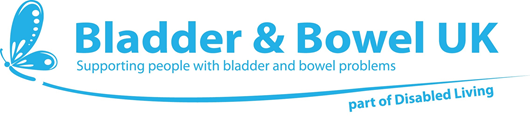 Bladder & Bowel UK
Supporting people with bladder and bowel problems
part of Disabled Living